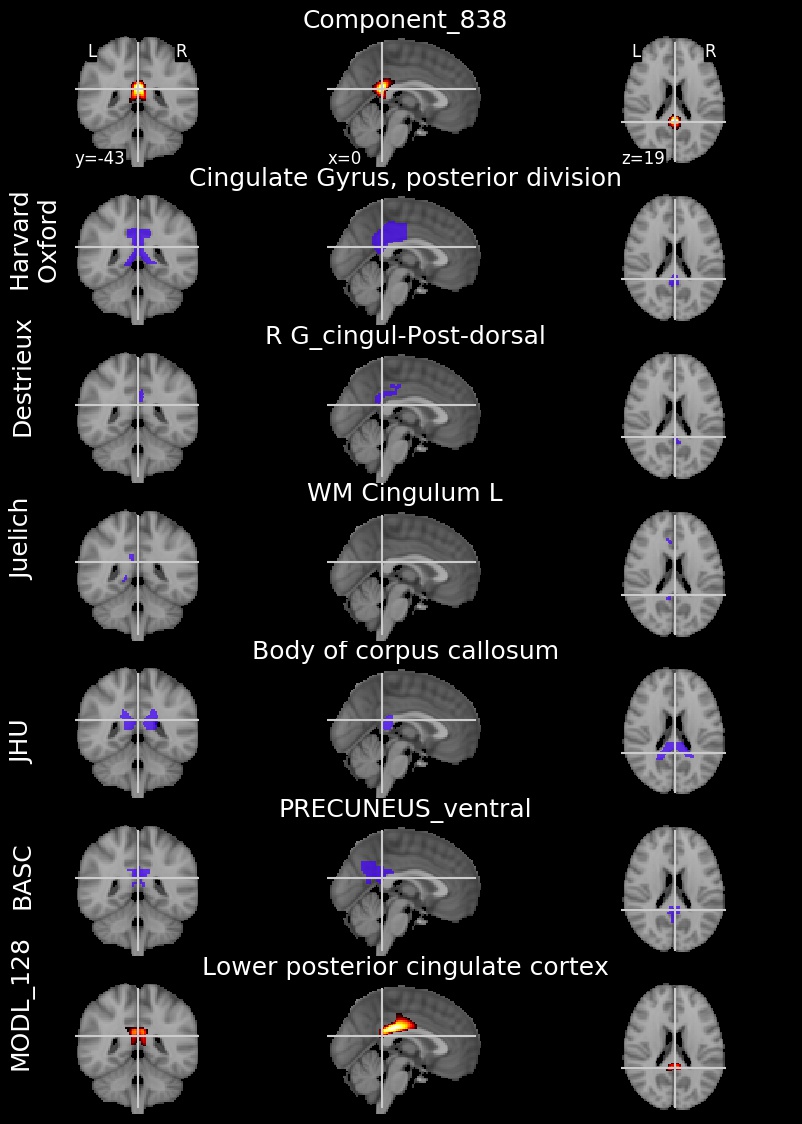 Component_838
L R L R
y=-43 x=0 z=19
Cingulate Gyrus, posterior division
Harvard
Oxford
R G_cingul-Post-dorsal
Destrieux
WM Cingulum L
Juelich
Body of corpus callosum
JHU
PRECUNEUS_ventral
BASC
Lower posterior cingulate cortex
MODL_128